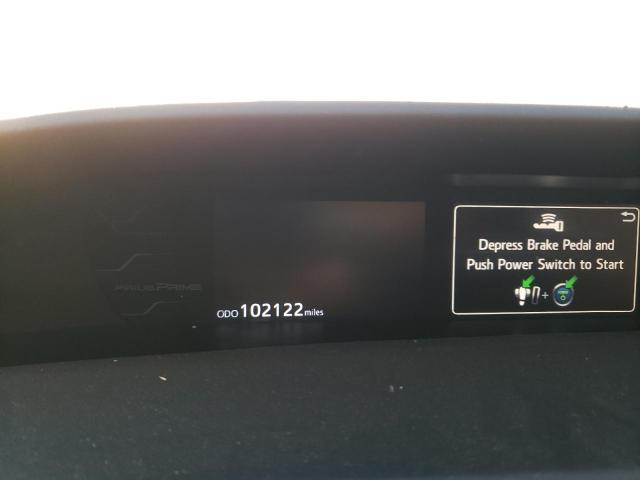 PRIUS PRIME
ODO 102122 miles
Depress Brake Pedal and
Push Power Switch to Start
+